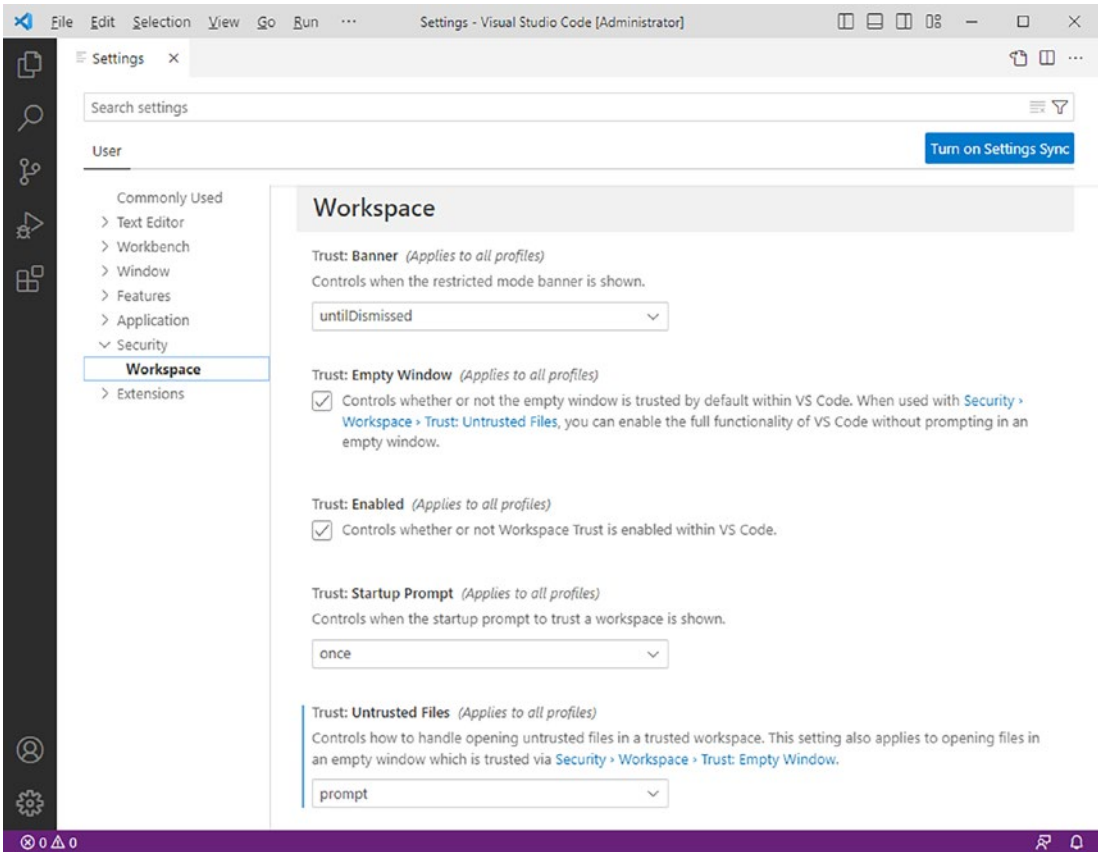 File Edit Selection View Go Run ··· Settings - Visual Studio Code [Administrator]
Settings
Search settings
User
Turn on Settings Sync
Commonly Used
Text Editor
Workbench
Window
Features
Application
Security
Workspace
Extensions
Workspace
Trust: Banner (Applies to all profiles)
Controls when the restricted mode banner is shown.
untilDismissed
Trust: Empty Window (Applies to all profiles)
Controls whether or not the empty window is trusted by default within VS Code. When used with Security ›
Workspace › Trust: Untrusted Files, you can enable the full functionality of VS Code without prompting in an
empty window.
Trust: Enabled (Applies to all profiles)
Controls whether or not Workspace Trust is enabled within VS Code.
Trust: Startup Prompt (Applies to all profiles)
Controls when the startup prompt to trust a workspace is shown.
once
Trust: Untrusted Files (Applies to all profiles)
Controls how to handle opening untrusted files in a trusted workspace. This setting also applies to opening files in
an empty window which is trusted via Security › Workspace › Trust: Empty Window.
prompt
0 0